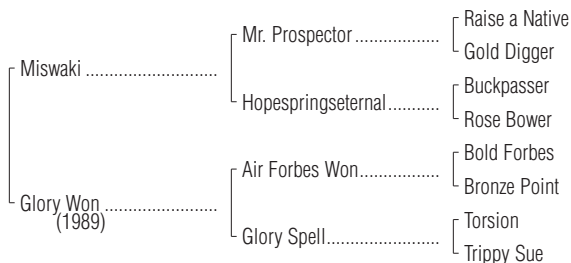 Raise a Native
Mr. Prospector ..................
Gold Digger
Miswaki ............................
Buckpasser
Hopespringseternal...........
Rose Bower
Bold Forbes
Air Forbes Won.................
Bronze Point
Glory Won ........................
(1989)
Torsion
Glory Spell........................
Trippy Sue